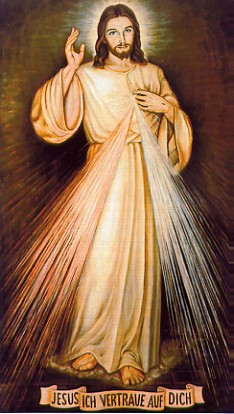 JESUS ICH VERTRAUE AUF DICH